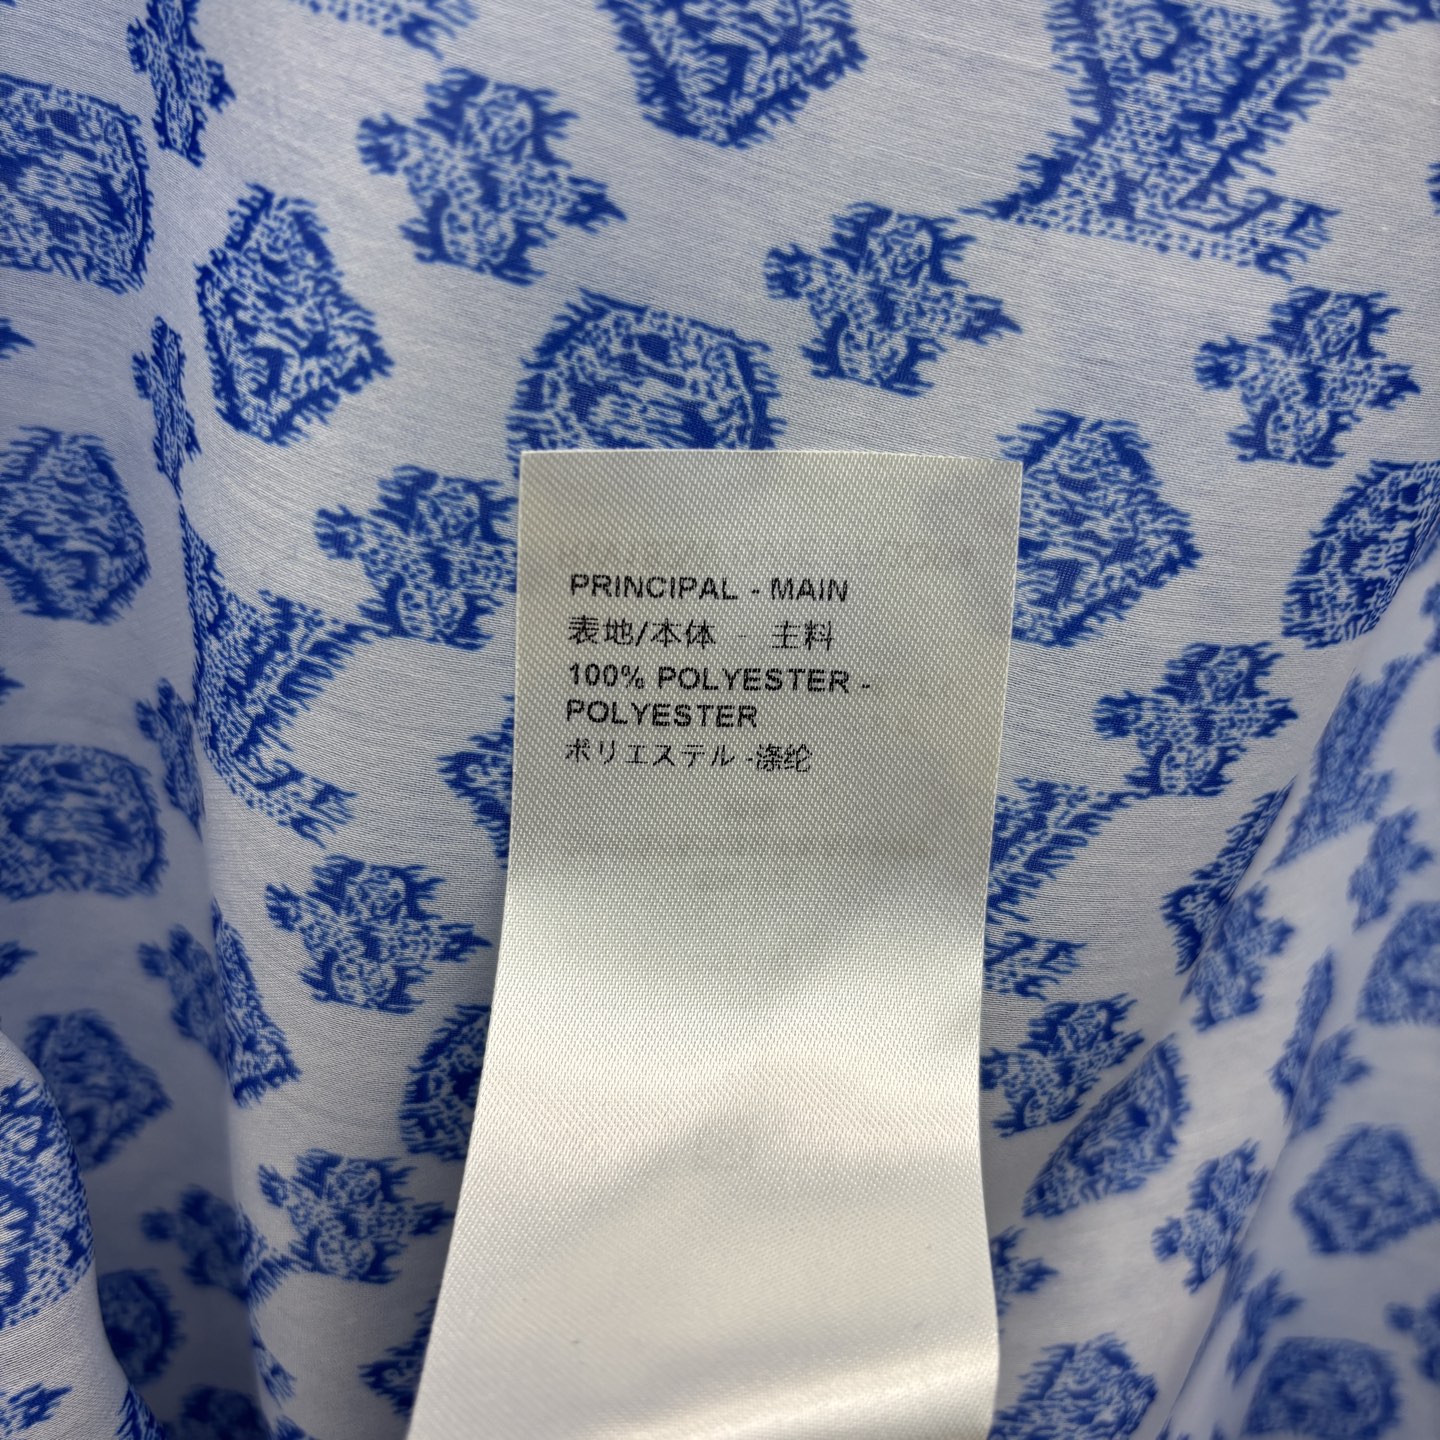 PRINCIPAL - MAIN
表地/本体 - 主料
100% POLYESTER -
POLYESTER
ポリエステル -涤纶